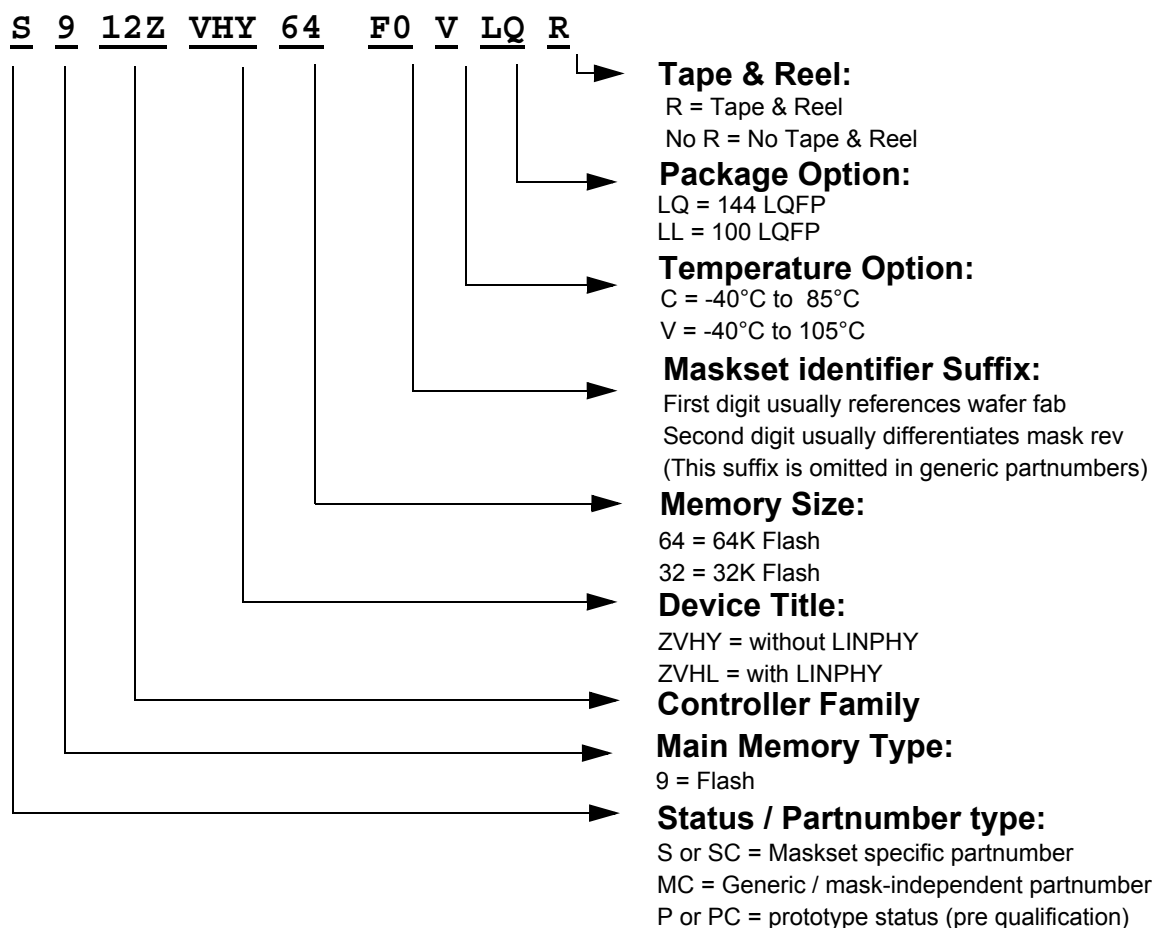 S 9 12Z VHY 64 F0 V LQ R
Tape & Reel:
R = Tape & Reel
No R = No Tape & Reel
Package Option:
LQ = 144 LQFP
LL = 100 LQFP
Temperature Option:
C = -40°C to 85°C
V = -40°C to 105°C
Maskset identifier Suffix:
First digit usually references wafer fab
Second digit usually differentiates mask rev
(This suffix is omitted in generic partnumbers)
Memory Size:
64 = 64K Flash
32 = 32K Flash
Device Title:
ZVHY = without LINPHY
ZVHL = with LINPHY
Controller Family
Main Memory Type:
9 = Flash
Status / Partnumber type:
S or SC = Maskset specific partnumber
MC = Generic / mask-independent partnumber
P or PC = prototype status (pre qualification)